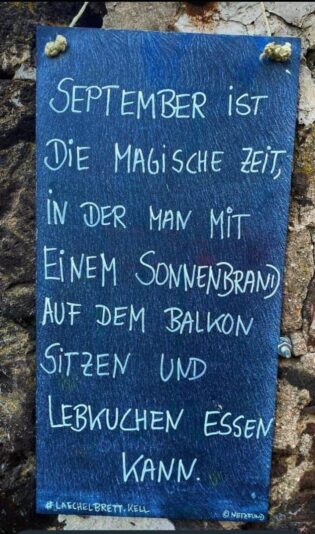 SEPTEMBER IST
DIE MAGISCHE ZEIT,
IN DER MAN MIT
EINEM SONNENBRAND
AUF DEM BALKON
SITZEN UND
LEBKUCHEN ESSEN
KANN.
#LAECHELBRETT.KELL
© NETZFUND